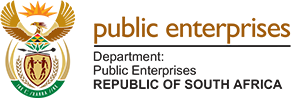 public enterprises
Department:
Public Enterprises
REPUBLIC OF SOUTH AFRICA